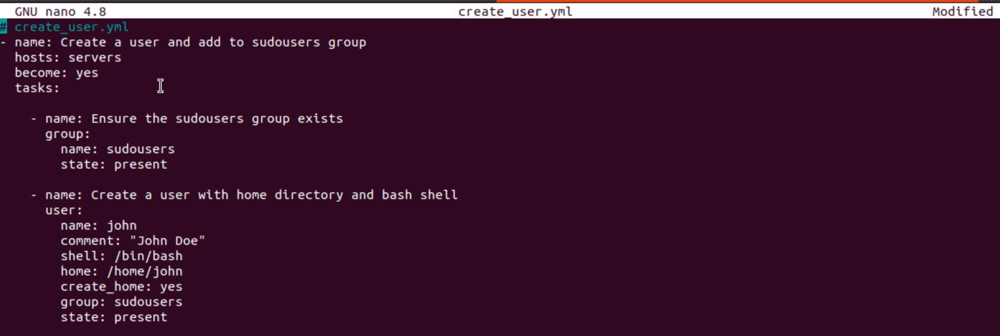 GNU nano 4.8 create_user.yml Modified
# create_user.yml
- name: Create a user and add to sudousers group
  hosts: servers
  become: yes
  tasks:

    - name: Ensure the sudousers group exists
      group:
        name: sudousers
        state: present

    - name: Create a user with home directory and bash shell
      user:
        name: john
        comment: "John Doe"
        shell: /bin/bash
        home: /home/john
        create_home: yes
        group: sudousers
        state: present